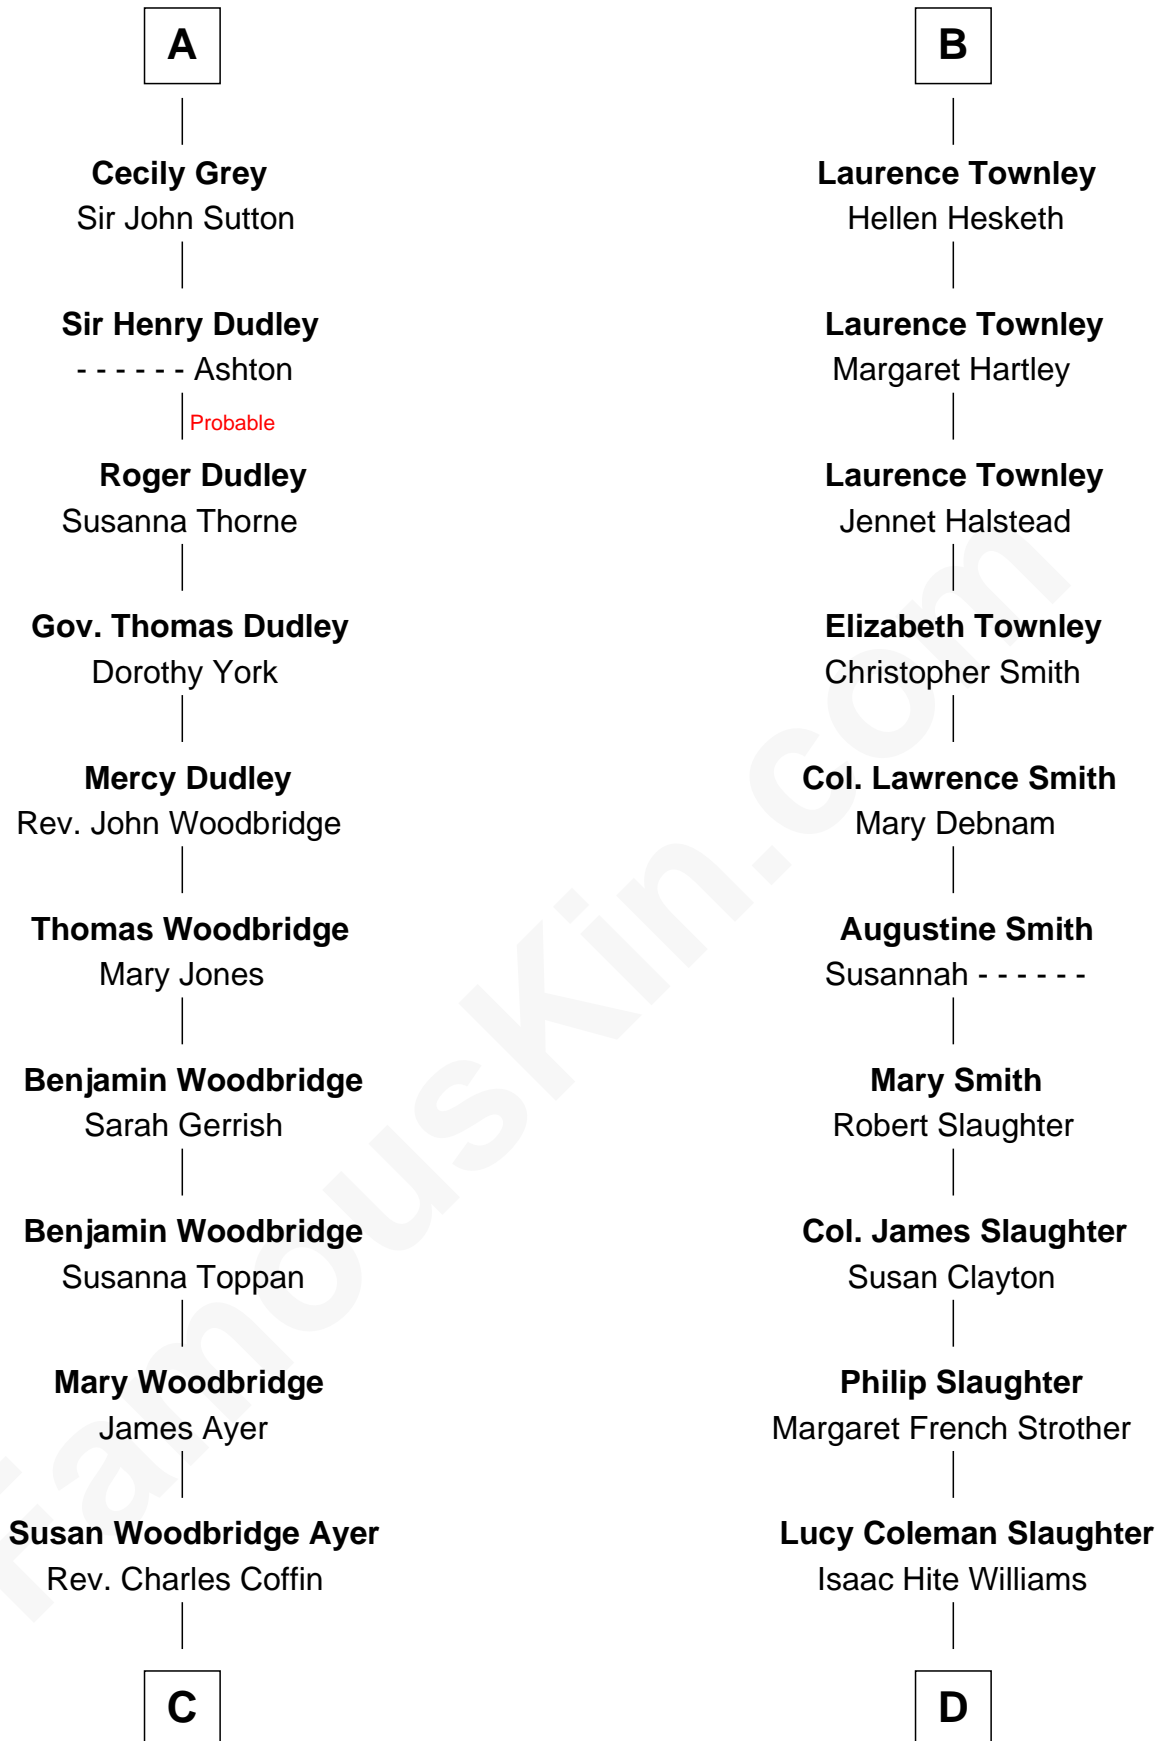 A
Cecily Grey
Sir John Sutton
Sir Henry Dudley
- - - - - - Ashton
Probable
Roger Dudley
Susanna Thorne
Gov. Thomas Dudley
Dorothy York
Mercy Dudley
Rev. John Woodbridge
Thomas Woodbridge
Mary Jones
Benjamin Woodbridge
Sarah Gerrish
Benjamin Woodbridge
Susanna Toppan
Mary Woodbridge
James Ayer
Susan Woodbridge Ayer
Rev. Charles Coffin
C
B
Laurence Townley
Hellen Hesketh
Laurence Townley
Margaret Hartley
Laurence Townley
Jennet Halstead
Elizabeth Townley
Christopher Smith
Col. Lawrence Smith
Mary Debnam
Augustine Smith
Susannah - - - - - -
Mary Smith
Robert Slaughter
Col. James Slaughter
Susan Clayton
Philip Slaughter
Margaret French Strother
Lucy Coleman Slaughter
Isaac Hite Williams
D
FamousKin.com